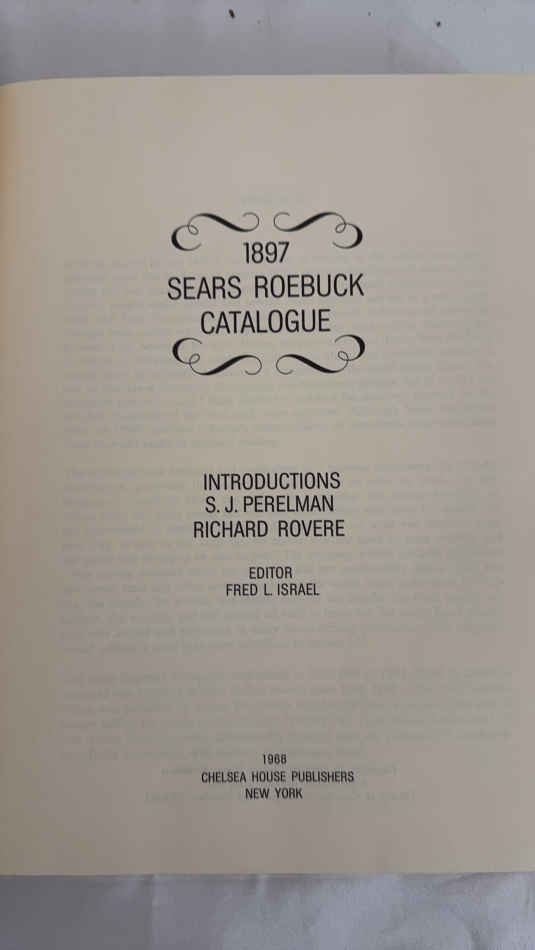 1897
SEARS ROEBUCK
CATALOGUE
INTRODUCTIONS
S. J. PERELMAN
RICHARD ROVERE
EDITOR
FRED L. ISRAEL
1968
CHELSEA HOUSE PUBLISHERS
NEW YORK